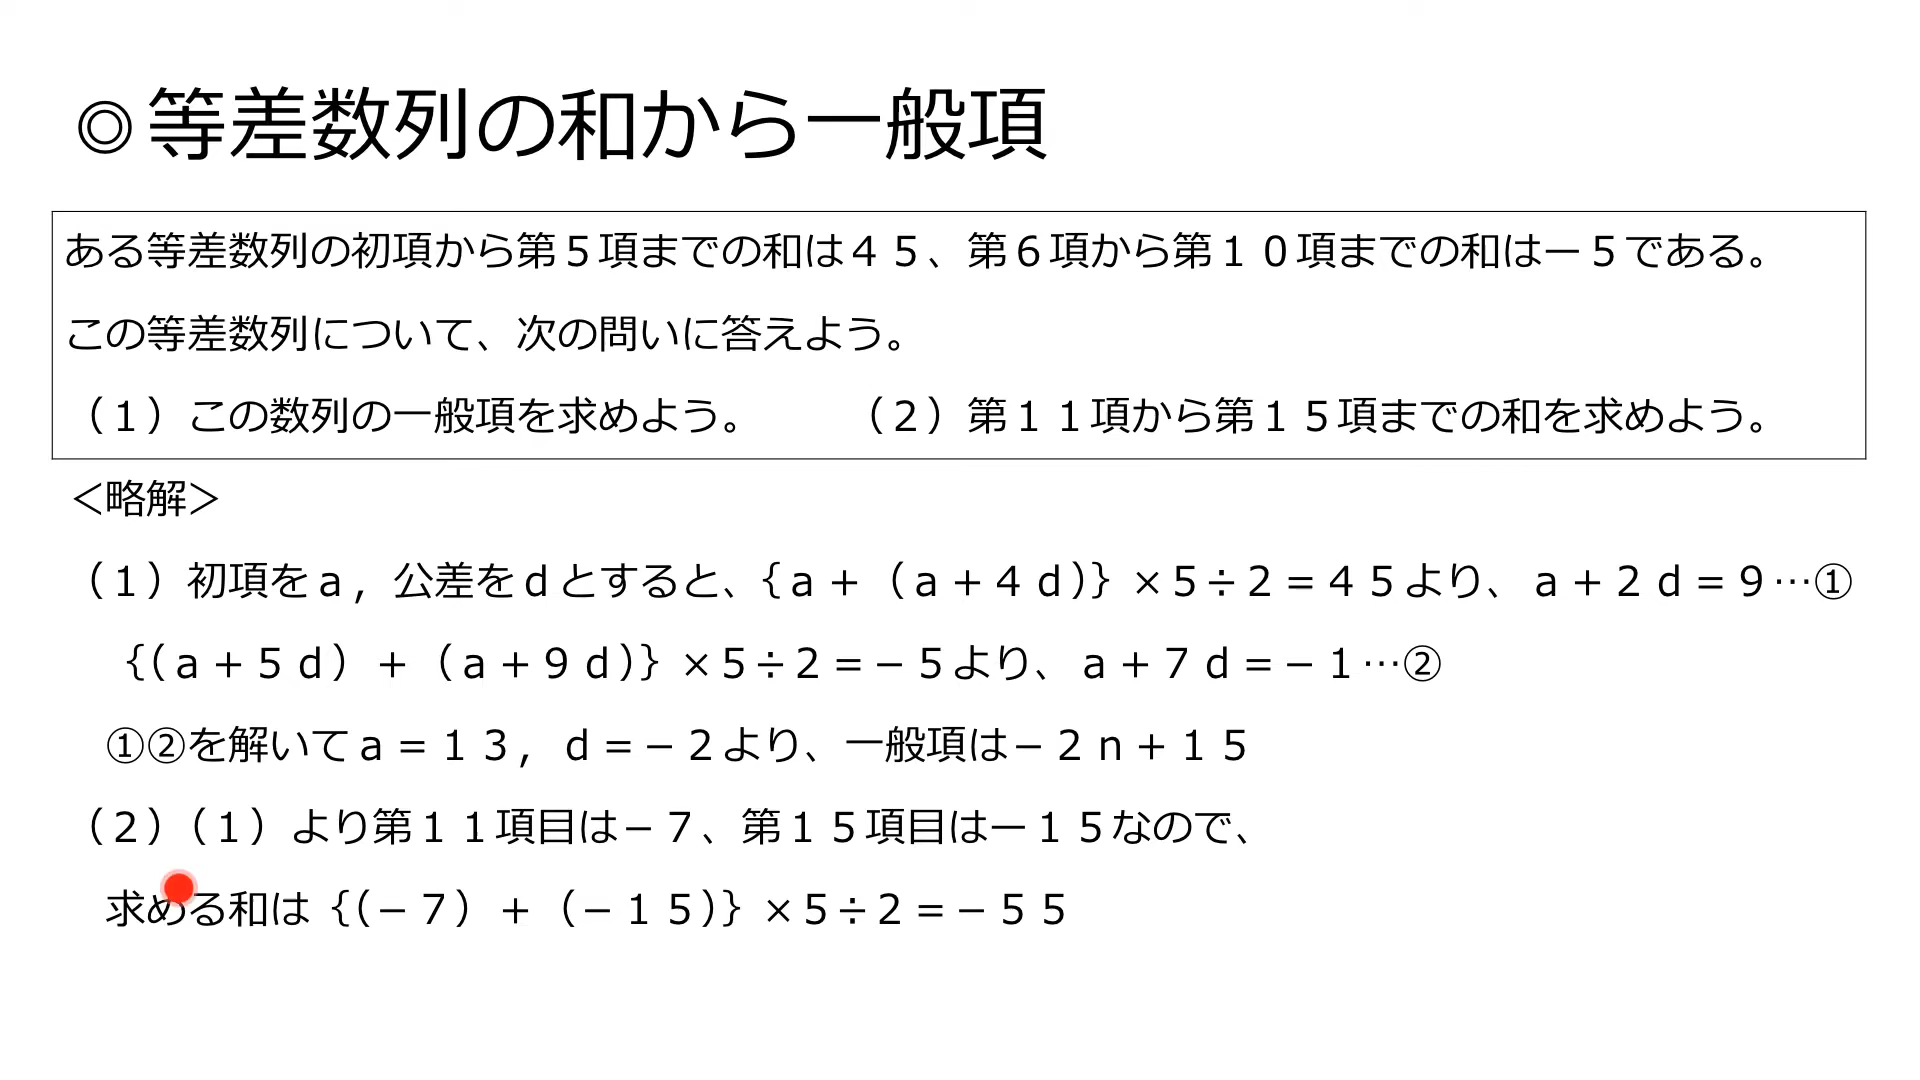 ◎等差数列の和から一般項
ある等差数列の初項から第５項までの和は４５、第６項から第１０項までの和はー５である。
この等差数列について、次の問いに答えよう。
（１）この数列の一般項を求めよう。　　（２）第１１項から第１５項までの和を求めよう。
＜略解＞
（１）初項をａ，公差をｄとすると、｛ａ＋（ａ＋４ｄ）｝×５÷２＝４５より、ａ＋２ｄ＝９…①
｛（ａ＋５ｄ）＋（ａ＋９ｄ）｝×５÷２＝－５より、ａ＋７ｄ＝－１…②
①②を解いてａ＝１３，ｄ＝－２より、一般項は－２ｎ＋１５
（２）（１）より第１１項目は－７、第１５項目はー１５なので、
求める和は｛（－７）＋（－１５）｝×５÷２＝－５５